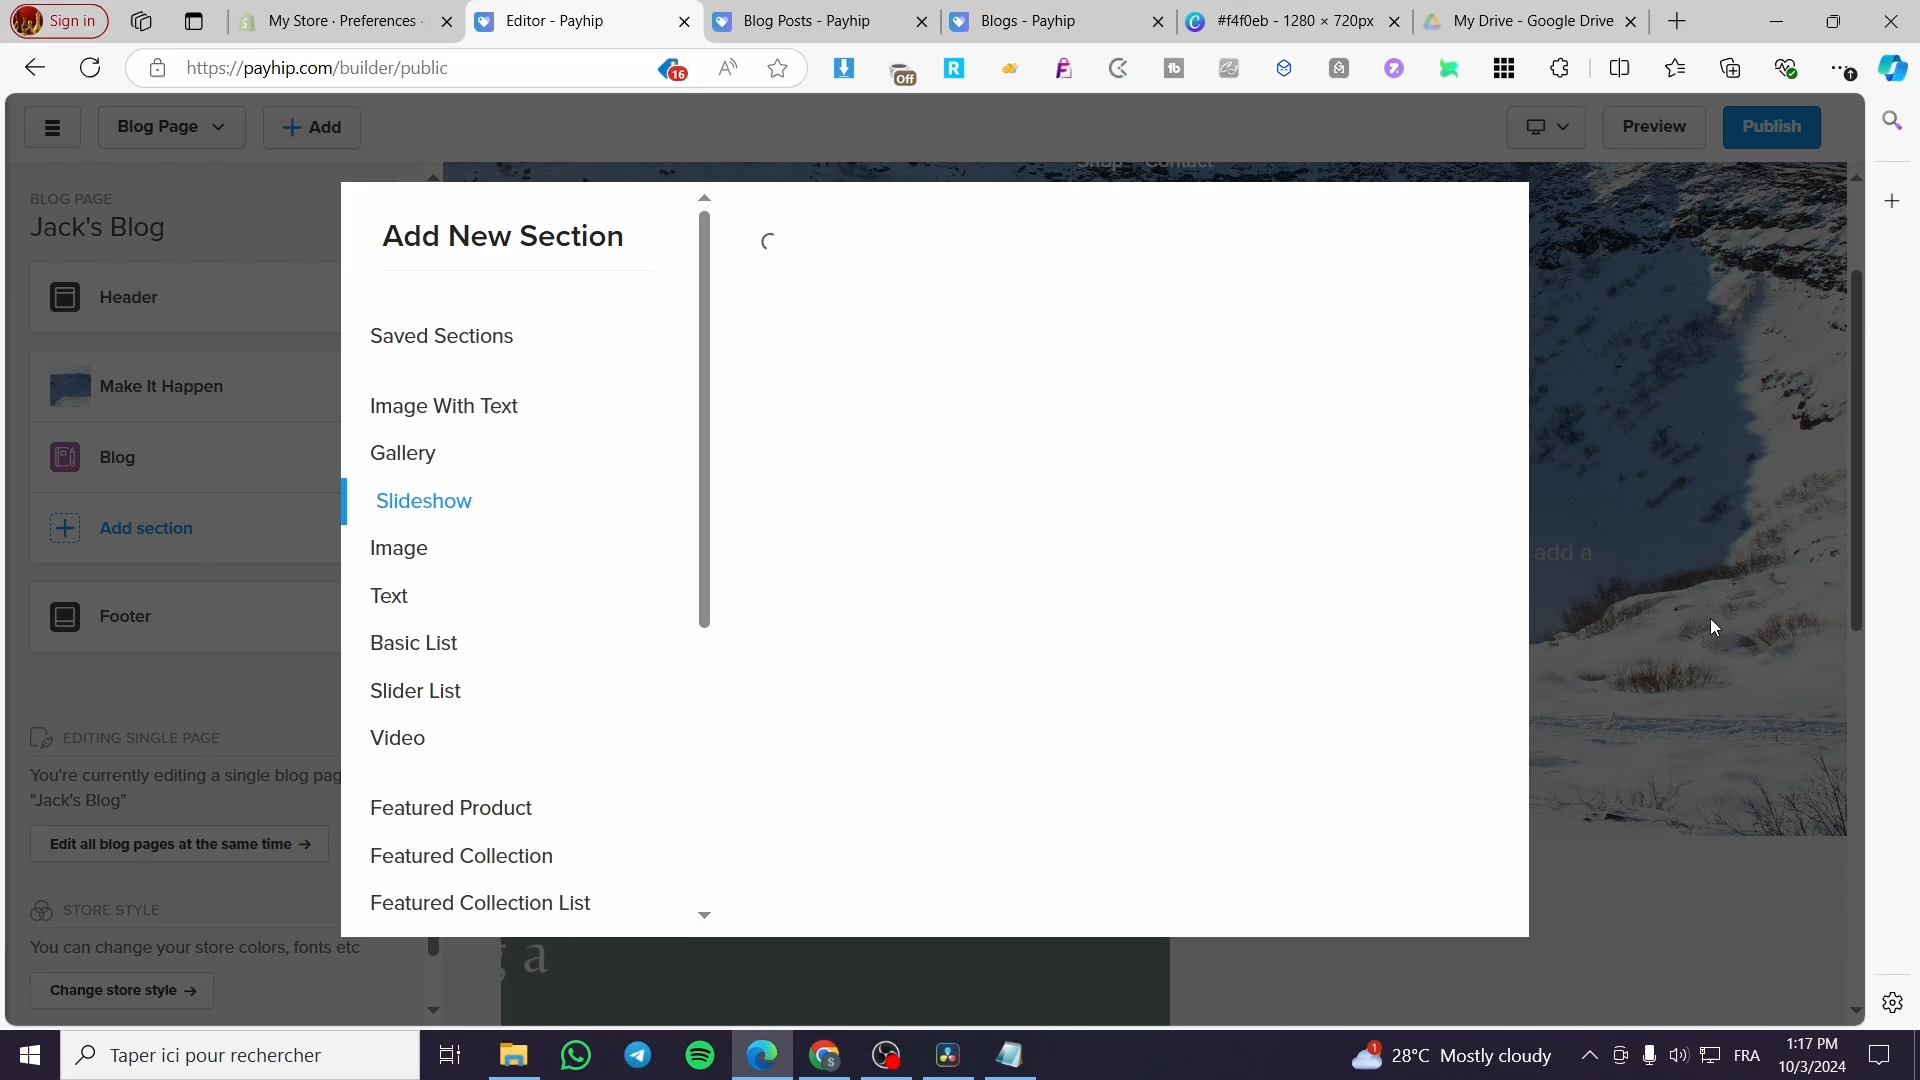 Sign in
My Store · Preferences ·
Editor - Payhip
Blog Posts - Payhip
Blogs - Payhip
#f4f0eb - 1280 × 720px
My Drive - Google Drive
https://payhip.com/builder/public
16
Off
Blog Page
Add
Preview
Publish
Shop Contact
BLOG PAGE
Jack's Blog
Header
Make It Happen
Blog
Add section
Footer
EDITING SINGLE PAGE
You're currently editing a single blog pag
"Jack's Blog"
Edit all blog pages at the same time →
STORE STYLE
You can change your store colors, fonts etc
Change store style →
Add New Section
Saved Sections
Image With Text
Gallery
Slideshow
Image
Text
Basic List
Slider List
Video
Featured Product
Featured Collection
Featured Collection List
add a
g a
Taper ici pour rechercher
1
28°C Mostly cloudy
FRA
1:17 PM
10/3/2024